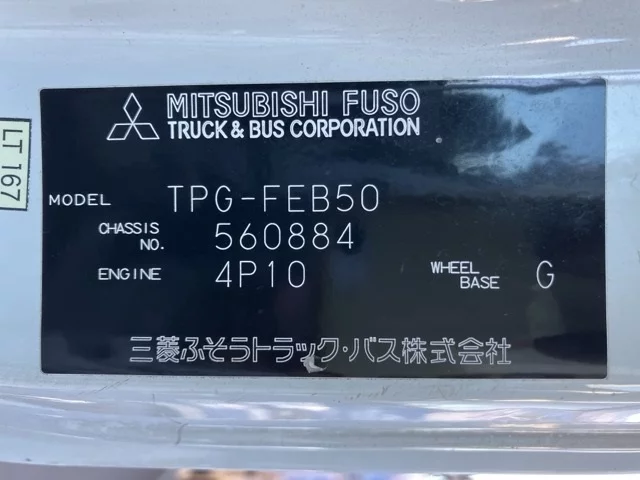 MITSUBISHI FUSO
TRUCK & BUS CORPORATION
LT 167
MODEL TPG-FEB50
CHASSIS NO. 560884
ENGINE 4P10 WHEEL BASE G
三菱ふそうトラック・バス株式会社